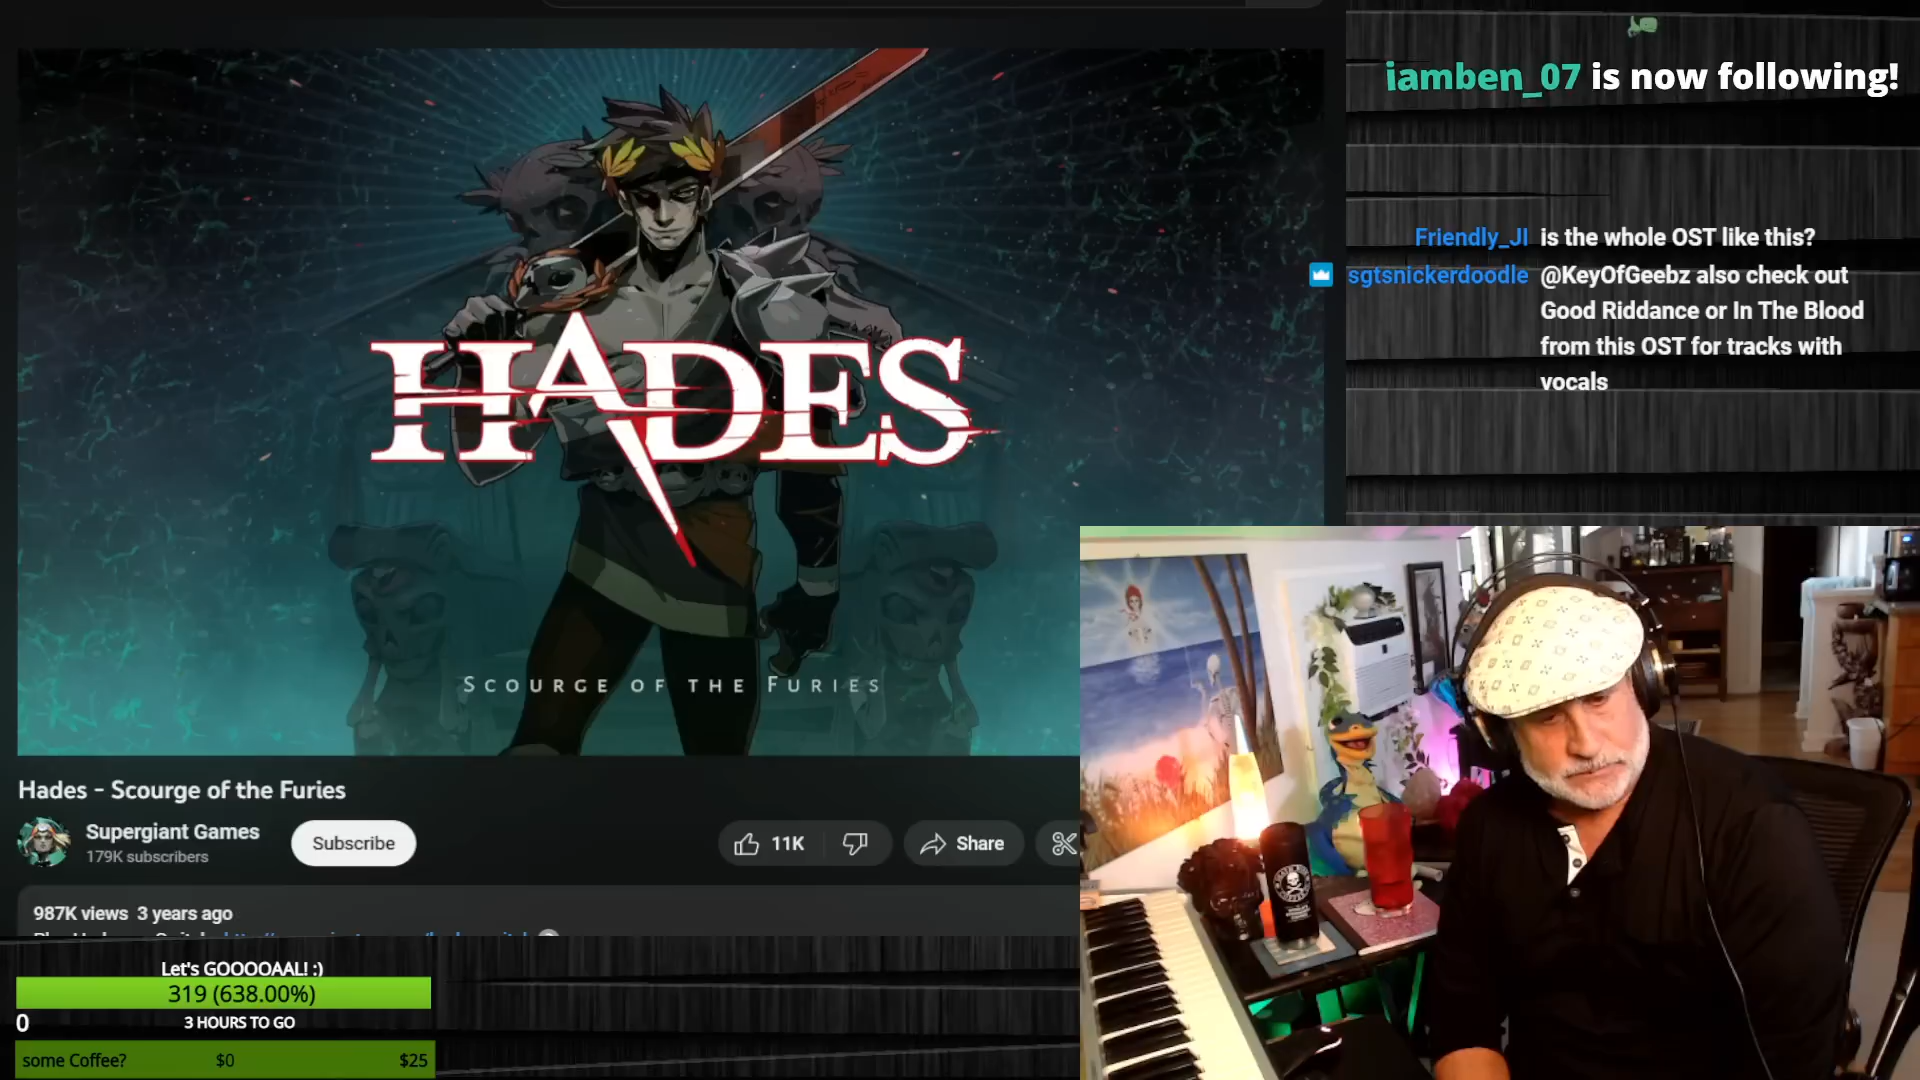 iamben_07 is now following!
Friendly_JI is the whole OST like this?
sgtsnickerdoodle @KeyOfGeebz also check out
Good Riddance or In The Blood
from this OST for tracks with
vocals
HADES
SCOURGE OF THE FURIES
Hades - Scourge of the Furies
Supergiant Games
179K subscribers
Subscribe
11K
Share
987K views 3 years ago
Let's GOOOOAAL! :)
319 (638.00%)
0
3 HOURS TO GO
some Coffee? $0 $25